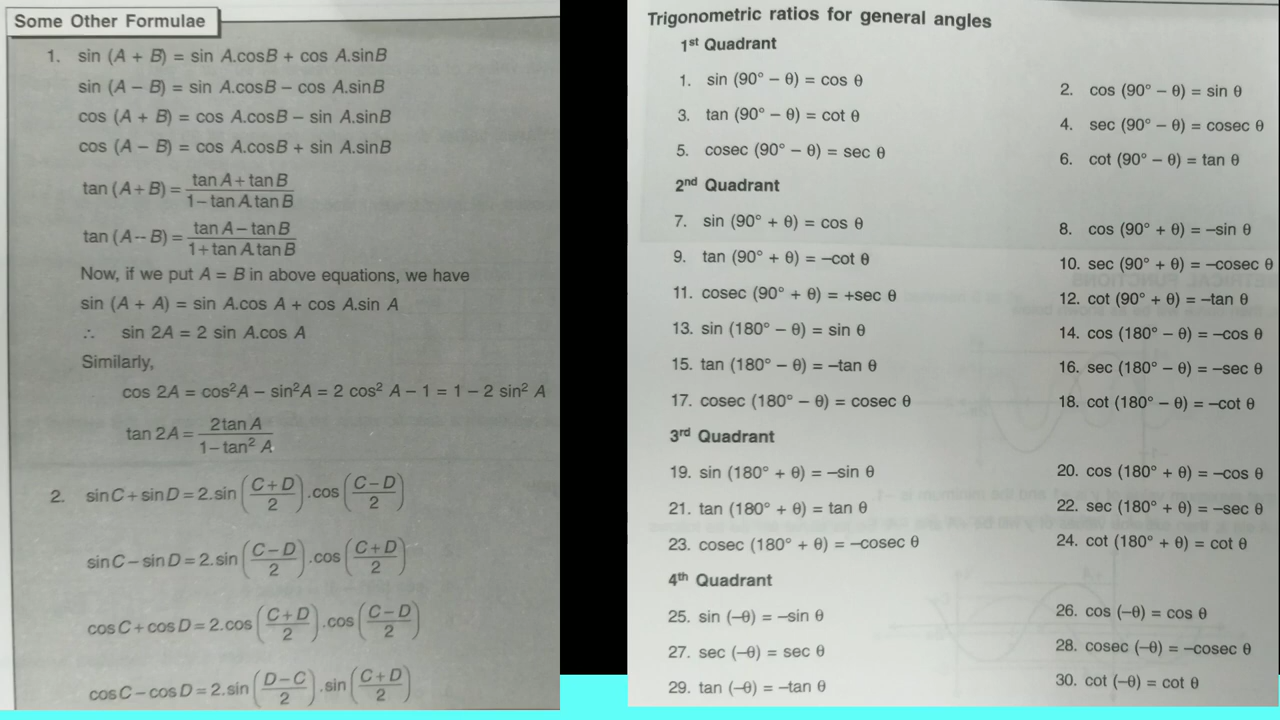 Some Other Formulae
1. sin (A + B) = sin A.cosB + cos A.sinB
sin (A − B) = sin A.cosB − cos A.sinB
cos (A + B) = cos A.cosB − sin A.sinB
cos (A − B) = cos A.cosB + sin A.sinB
tan (A + B) = (tan A + tan B)/(1 − tan A tan B)
tan (A -- B) = (tan A − tan B)/(1 + tan A tan B)
Now, if we put A = B in above equations, we have
sin (A + A) = sin A.cos A + cos A.sin A
∴ sin 2A = 2 sin A.cos A
Similarly,
cos 2A = cos²A − sin²A = 2 cos² A − 1 = 1 − 2 sin² A
tan 2A = (2tan A)/(1 − tan² A)
2. sin C + sin D = 2.sin ((C + D)/2).cos ((C − D)/2)
sin C − sin D = 2.sin ((C − D)/2).cos ((C + D)/2)
cos C + cos D = 2.cos ((C + D)/2).cos ((C − D)/2)
cos C − cos D = 2.sin ((D − C)/2).sin ((C + D)/2)
Trigonometric ratios for general angles
1st Quadrant
1. sin (90° − θ) = cos θ
2. cos (90° − θ) = sin θ
3. tan (90° − θ) = cot θ
4. sec (90° − θ) = cosec θ
5. cosec (90° − θ) = sec θ
6. cot (90° − θ) = tan θ
2nd Quadrant
7. sin (90° + θ) = cos θ
8. cos (90° + θ) = –sin θ
9. tan (90° + θ) = –cot θ
10. sec (90° + θ) = –cosec θ
11. cosec (90° + θ) = +sec θ
12. cot (90° + θ) = –tan θ
13. sin (180° − θ) = sin θ
14. cos (180° − θ) = –cos θ
15. tan (180° − θ) = –tan θ
16. sec (180° − θ) = –sec θ
17. cosec (180° − θ) = cosec θ
18. cot (180° − θ) = –cot θ
3rd Quadrant
19. sin (180° + θ) = –sin θ
20. cos (180° + θ) = –cos θ
21. tan (180° + θ) = tan θ
22. sec (180° + θ) = –sec θ
23. cosec (180° + θ) = –cosec θ
24. cot (180° + θ) = cot θ
4th Quadrant
25. sin (–θ) = –sin θ
26. cos (–θ) = cos θ
27. sec (–θ) = sec θ
28. cosec (–θ) = –cosec θ
29. tan (–θ) = –tan θ
30. cot (–θ) = cot θ